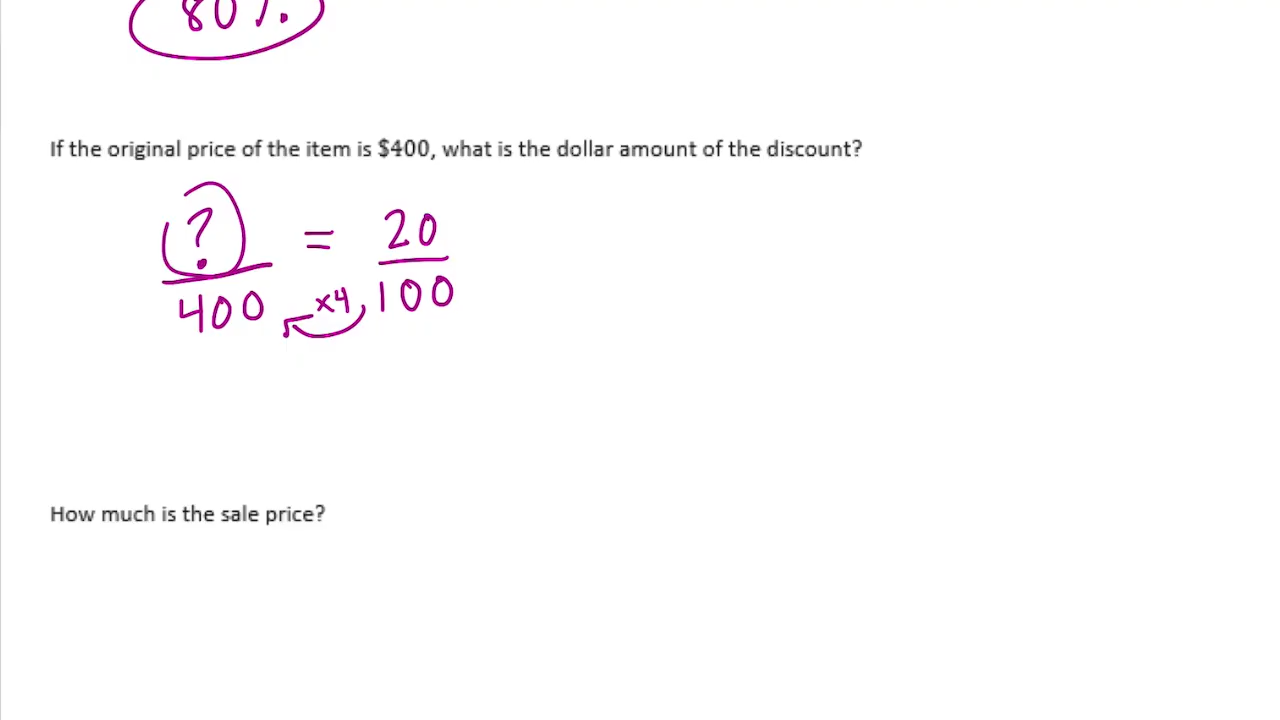 80%.
If the original price of the item is $400, what is the dollar amount of the discount?
? = 20
400 x4 100
How much is the sale price?